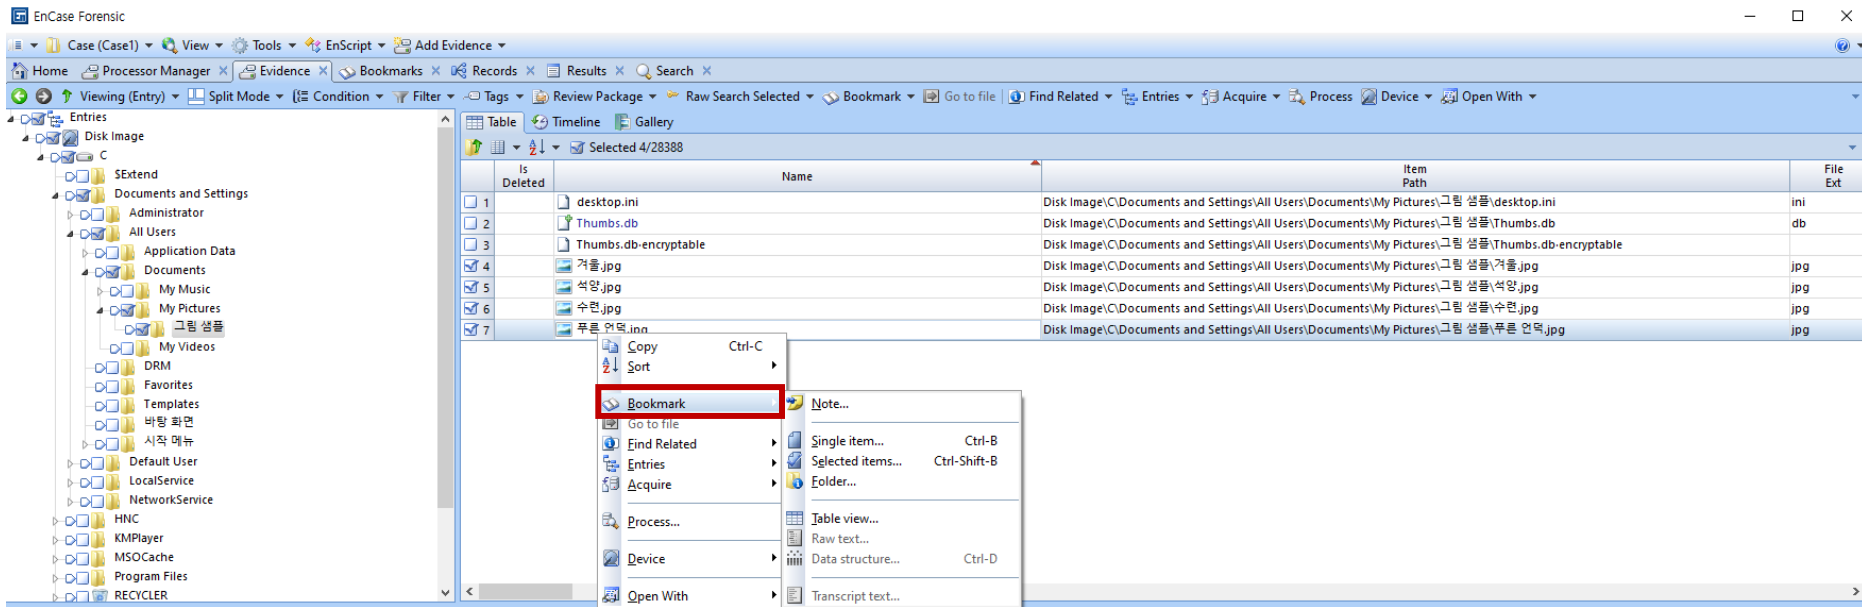 EnCase Forensic
Case (Case1) View Tools EnScript Add Evidence
Home Processor Manager Evidence Bookmarks Records Results Search
Viewing (Entry) Split Mode Condition Filter Tags Review Package Raw Search Selected Bookmark Go to file Find Related Entries Acquire Process Device Open With
Entries
Disk Image
C
$Extend
Documents and Settings
Administrator
All Users
Application Data
Documents
My Music
My Pictures
그림 샘플
My Videos
DRM
Favorites
Templates
바탕 화면
시작 메뉴
Default User
LocalService
NetworkService
HNC
KMPlayer
MSOCache
Program Files
RECYCLER
Table Timeline Gallery
Selected 4/28388
Is Deleted Name Item Path File Ext
1 desktop.ini Disk Image\C\Documents and Settings\All Users\Documents\My Pictures\그림 샘플\desktop.ini ini
2 Thumbs.db Disk Image\C\Documents and Settings\All Users\Documents\My Pictures\그림 샘플\Thumbs.db db
3 Thumbs.db-encryptable Disk Image\C\Documents and Settings\All Users\Documents\My Pictures\그림 샘플\Thumbs.db-encryptable
4 겨울.jpg Disk Image\C\Documents and Settings\All Users\Documents\My Pictures\그림 샘플\겨울.jpg jpg
5 석양.jpg Disk Image\C\Documents and Settings\All Users\Documents\My Pictures\그림 샘플\석양.jpg jpg
6 수련.jpg Disk Image\C\Documents and Settings\All Users\Documents\My Pictures\그림 샘플\수련.jpg jpg
7 푸른 언덕.jpg Disk Image\C\Documents and Settings\All Users\Documents\My Pictures\그림 샘플\푸른 언덕.jpg jpg
Copy Ctrl-C
Sort
Bookmark
Go to file
Find Related
Entries
Acquire
Process...
Device
Open With
Note...
Single item... Ctrl-B
Selected items... Ctrl-Shift-B
Folder...
Table view...
Raw text...
Data structure... Ctrl-D
Transcript text...